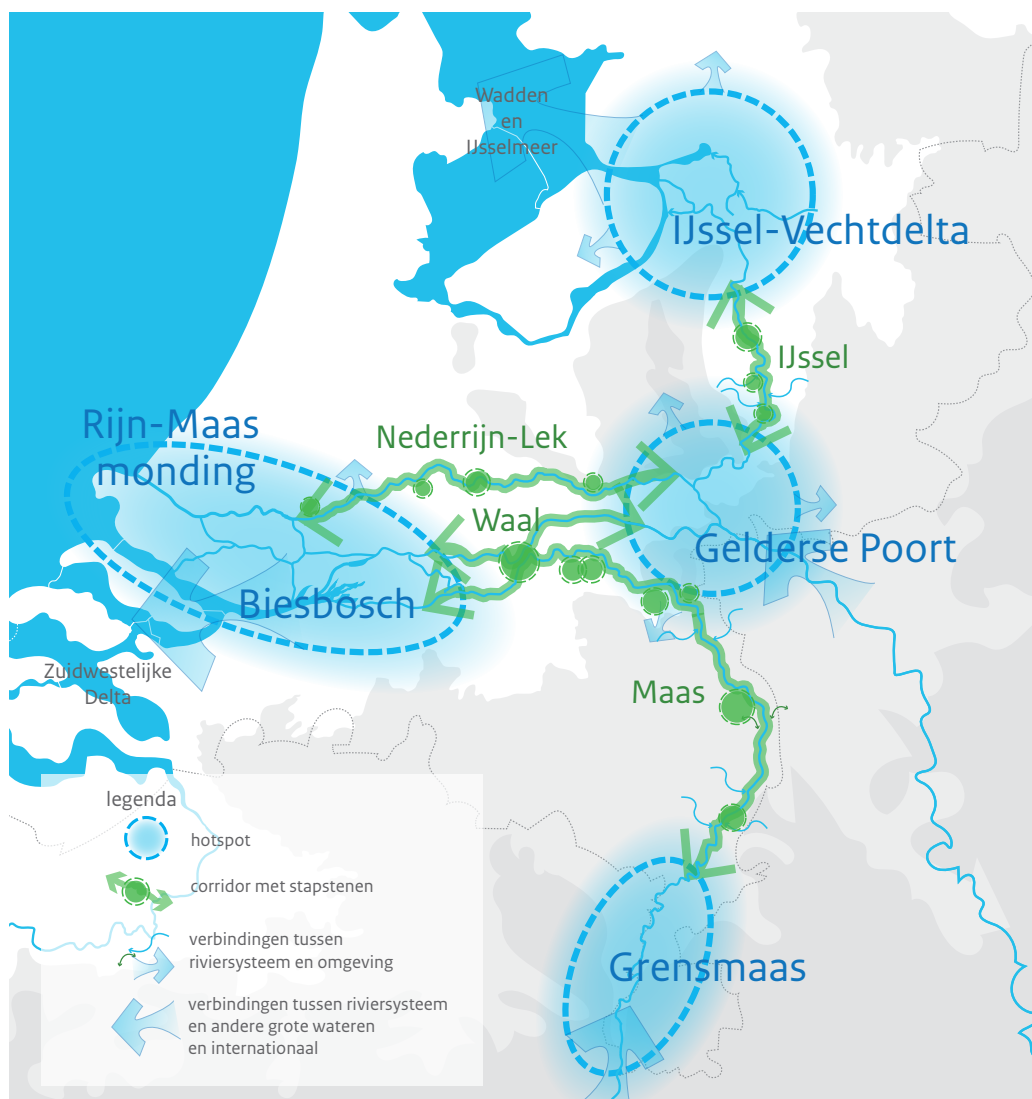 Wadden
en
IJsselmeer
IJssel-Vechtdelta
IJssel
Rijn-Maas
monding
Nederrijn-Lek
Waal
Gelderse Poort
Biesbosch
Zuidwestelijke
Delta
Maas
Grensmaas
legenda
hotspot
corridor met stapstenen
verbindingen tussen
riviersysteem en omgeving
verbindingen tussen riviersysteem
en andere grote wateren
en internationaal